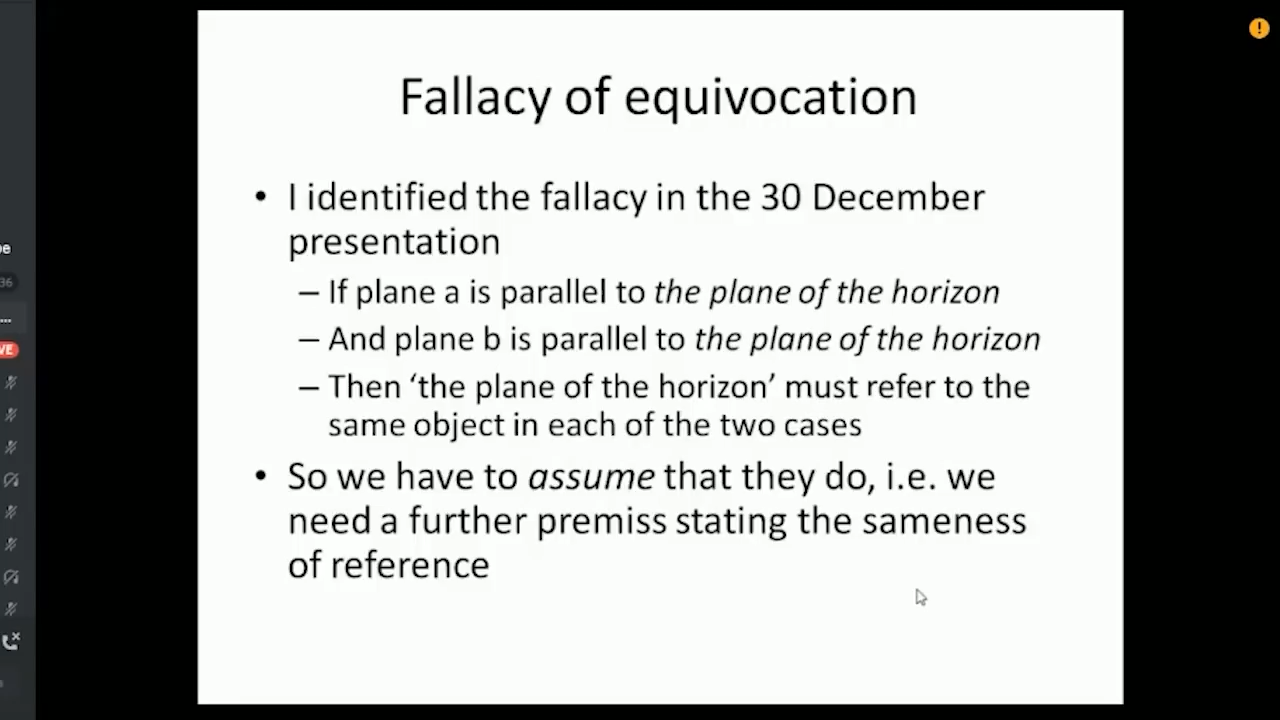 Fallacy of equivocation
• I identified the fallacy in the 30 December
presentation
– If plane a is parallel to the plane of the horizon
– And plane b is parallel to the plane of the horizon
– Then ‘the plane of the horizon’ must refer to the
same object in each of the two cases
• So we have to assume that they do, i.e. we
need a further premiss stating the sameness
of reference
be
36
...
VE